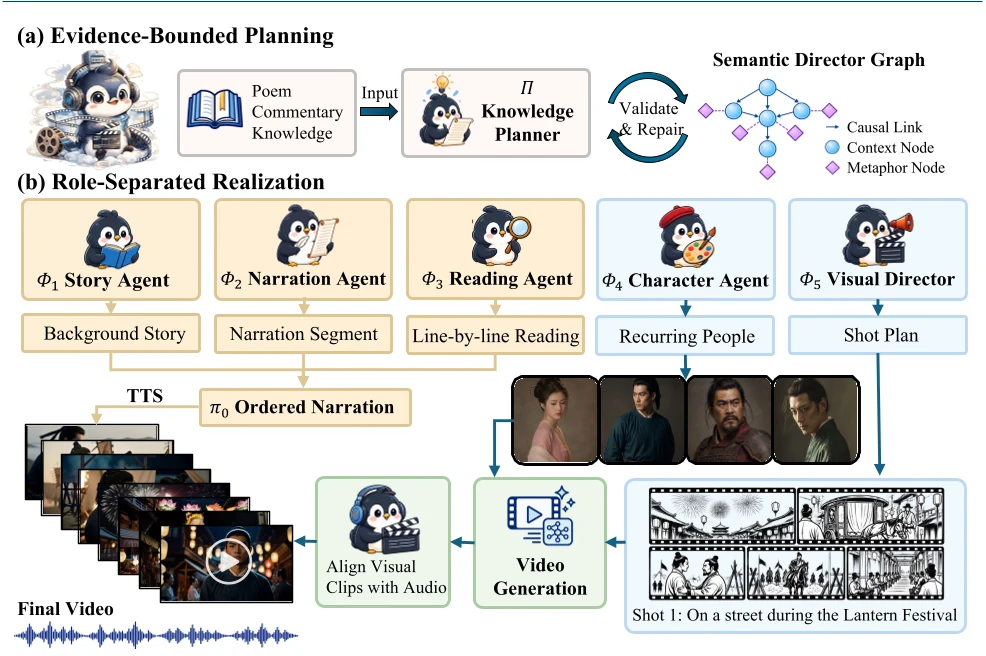 (a) Evidence-Bounded Planning
Poem
Commentary
Knowledge
Input
Π
Knowledge
Planner
Validate
& Repair
Semantic Director Graph
Causal Link
Context Node
Metaphor Node
(b) Role-Separated Realization
Φ1 Story Agent
Φ2 Narration Agent
Φ3 Reading Agent
Φ4 Character Agent
Φ5 Visual Director
Background Story
Narration Segment
Line-by-line Reading
Recurring People
Shot Plan
TTS
π0 Ordered Narration
Align Visual
Clips with Audio
Video
Generation
Shot 1: On a street during the Lantern Festival
Final Video